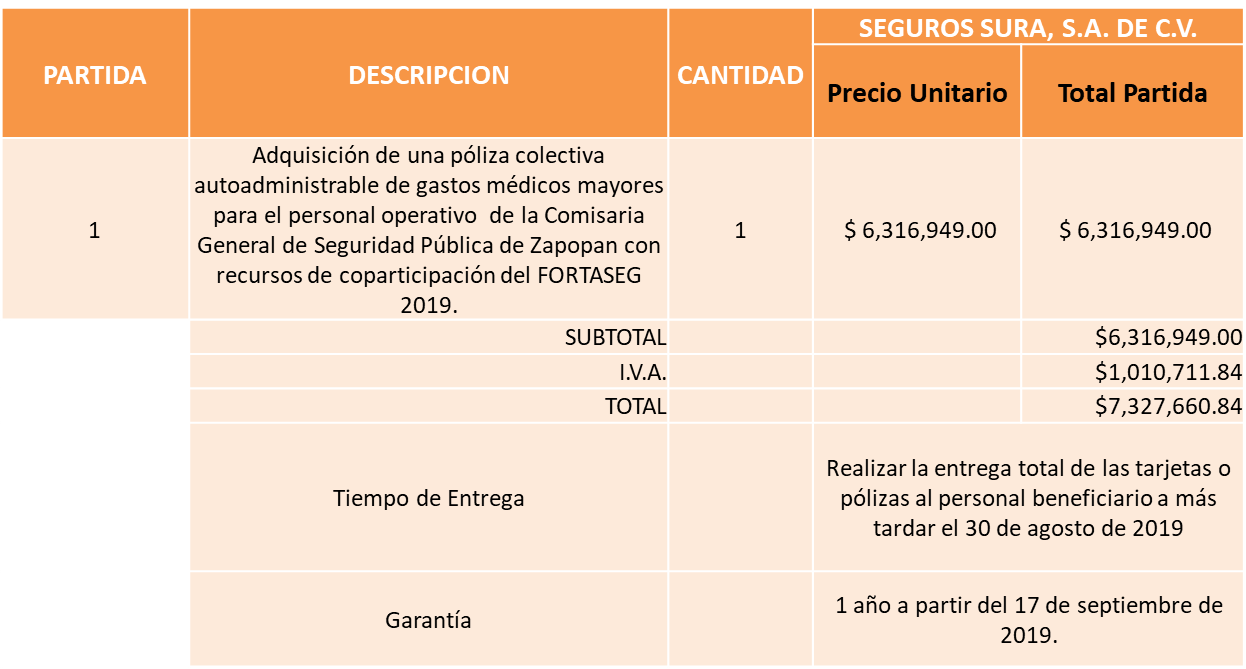 SEGUROS SURA, S.A. DE C.V.
PARTIDA
DESCRIPCION
CANTIDAD
Precio Unitario
Total Partida
1
Adquisición de una póliza colectiva
autoadministrable de gastos médicos mayores
para el personal operativo de la Comisaria
General de Seguridad Pública de Zapopan con
recursos de coparticipación del FORTASEG
2019.
1
$ 6,316,949.00
$ 6,316,949.00
SUBTOTAL
$6,316,949.00
I.V.A.
$1,010,711.84
TOTAL
$7,327,660.84
Tiempo de Entrega
Realizar la entrega total de las tarjetas o
pólizas al personal beneficiario a más
tardar el 30 de agosto de 2019
Garantía
1 año a partir del 17 de septiembre de
2019.